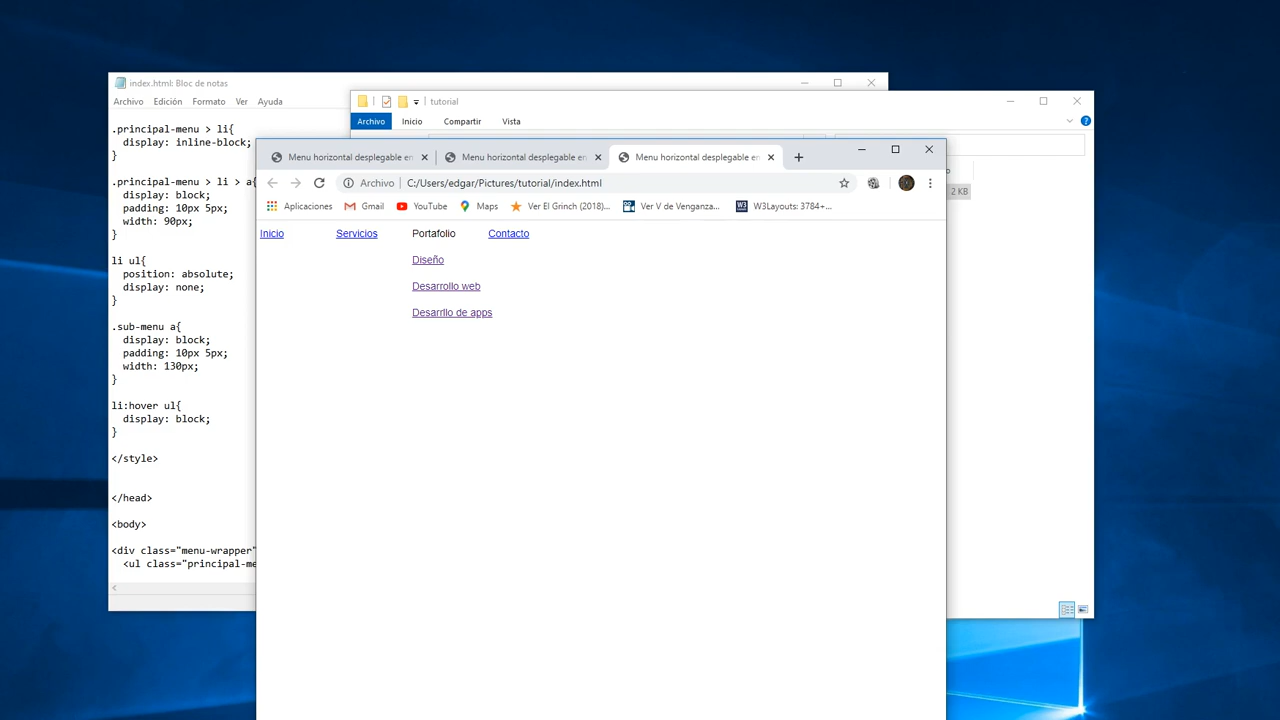 index.html: Bloc de notas
Archivo Edición Formato Ver Ayuda
.principal-menu > li{
display: inline-block;
}
.principal-menu > li > a{
display: block;
padding: 10px 5px;
width: 90px;
}
li ul{
position: absolute;
display: none;
}
.sub-menu a{
display: block;
padding: 10px 5px;
width: 130px;
}
li:hover ul{
display: block;
}
</style>
</head>
<body>
<div class="menu-wrapper"
<ul class="principal-me
tutorial
Archivo Inicio Compartir Vista
2 KB
Menu horizontal desplegable en Menu horizontal desplegable en Menu horizontal desplegable en
Archivo C:/Users/edgar/Pictures/tutorial/index.html
Aplicaciones Gmail YouTube Maps Ver El Grinch (2018)... Ver V de Venganza... W3Layouts: 3784+...
Inicio Servicios Portafolio Contacto
Diseño
Desarrollo web
Desarrllo de apps